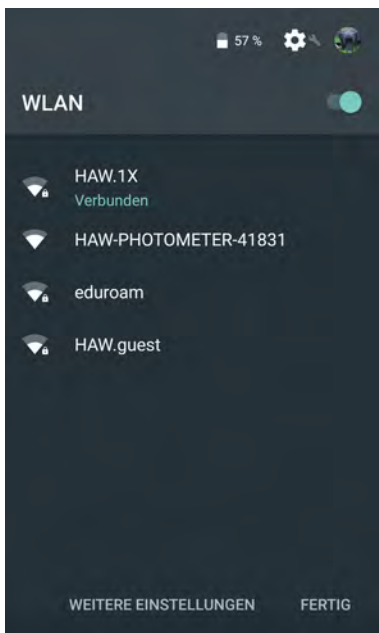 57 %
WLAN
HAW.1X
Verbunden
HAW-PHOTOMETER-41831
eduroam
HAW.guest
WEITERE EINSTELLUNGEN FERTIG